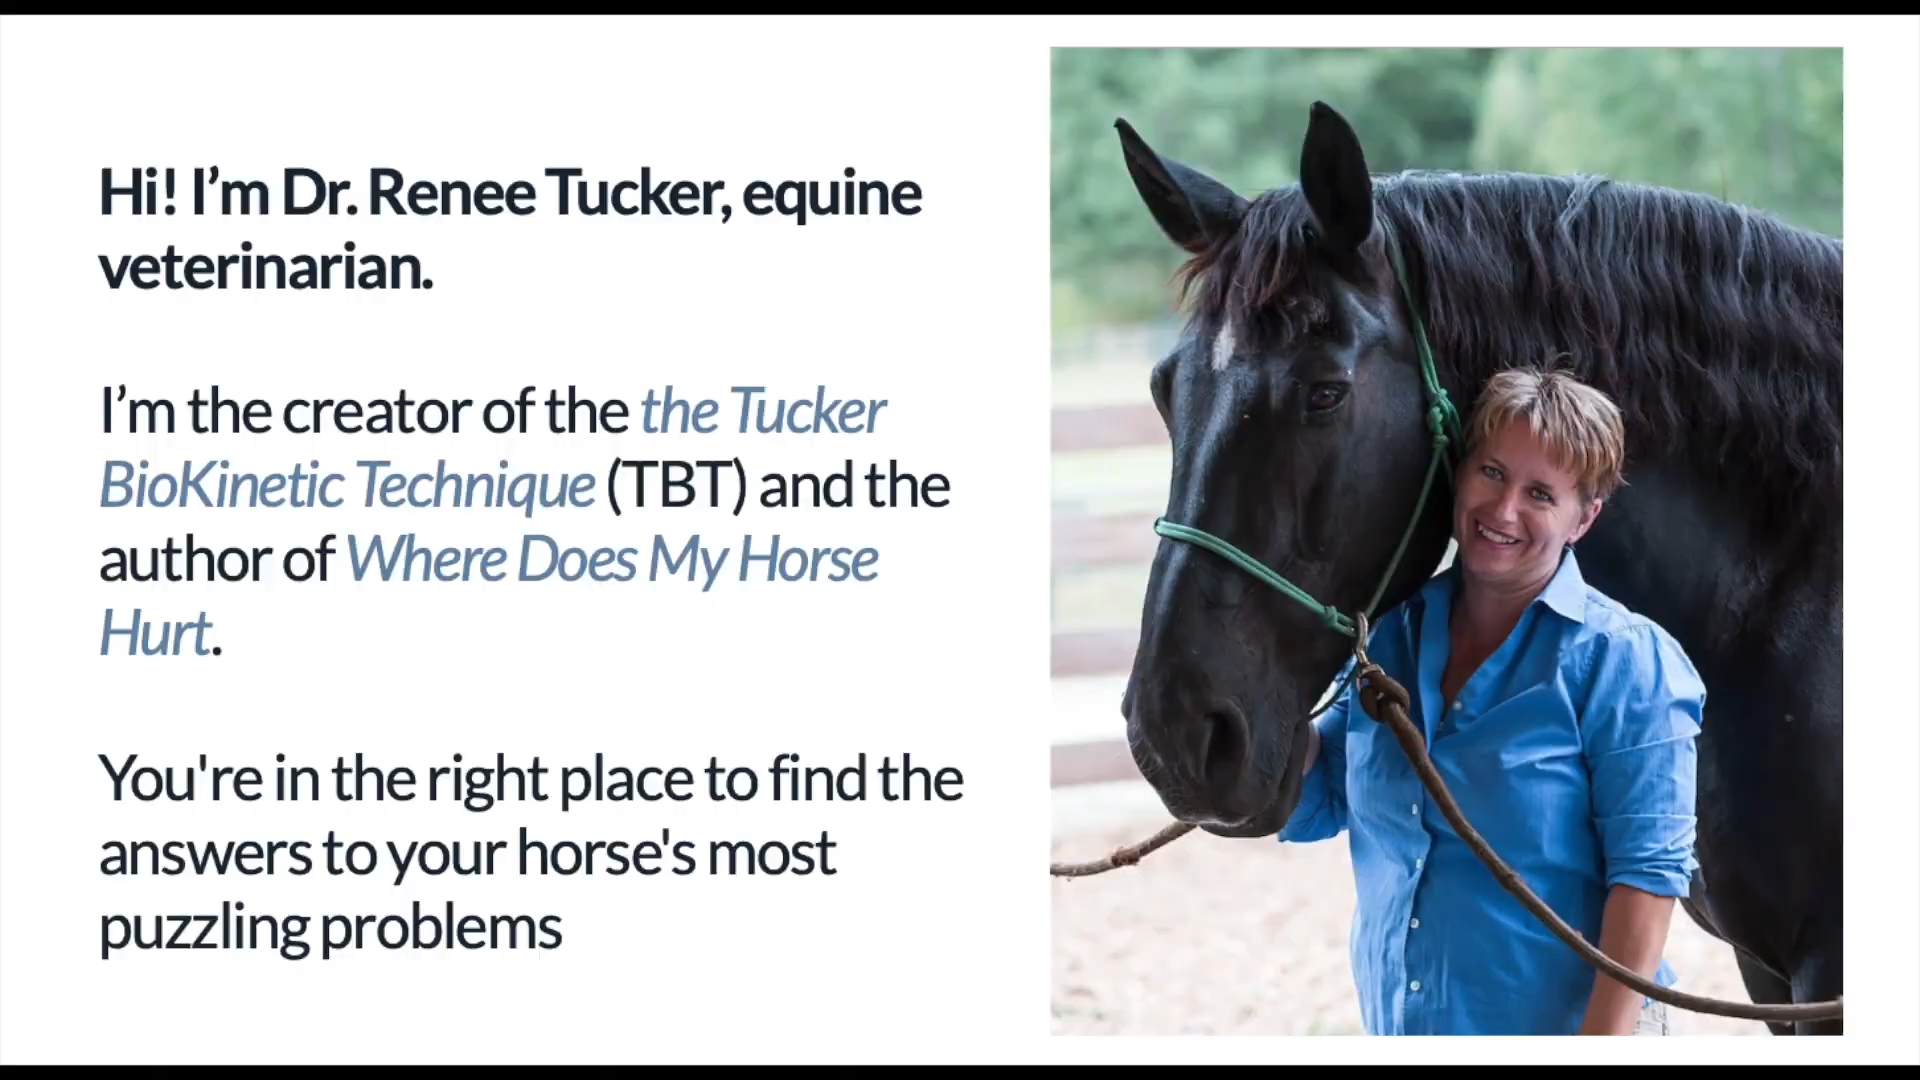 Hi! I’m Dr. Renee Tucker, equine
veterinarian.
I’m the creator of the the Tucker
BioKinetic Technique (TBT) and the
author of Where Does My Horse
Hurt.
You're in the right place to find the
answers to your horse's most
puzzling problems